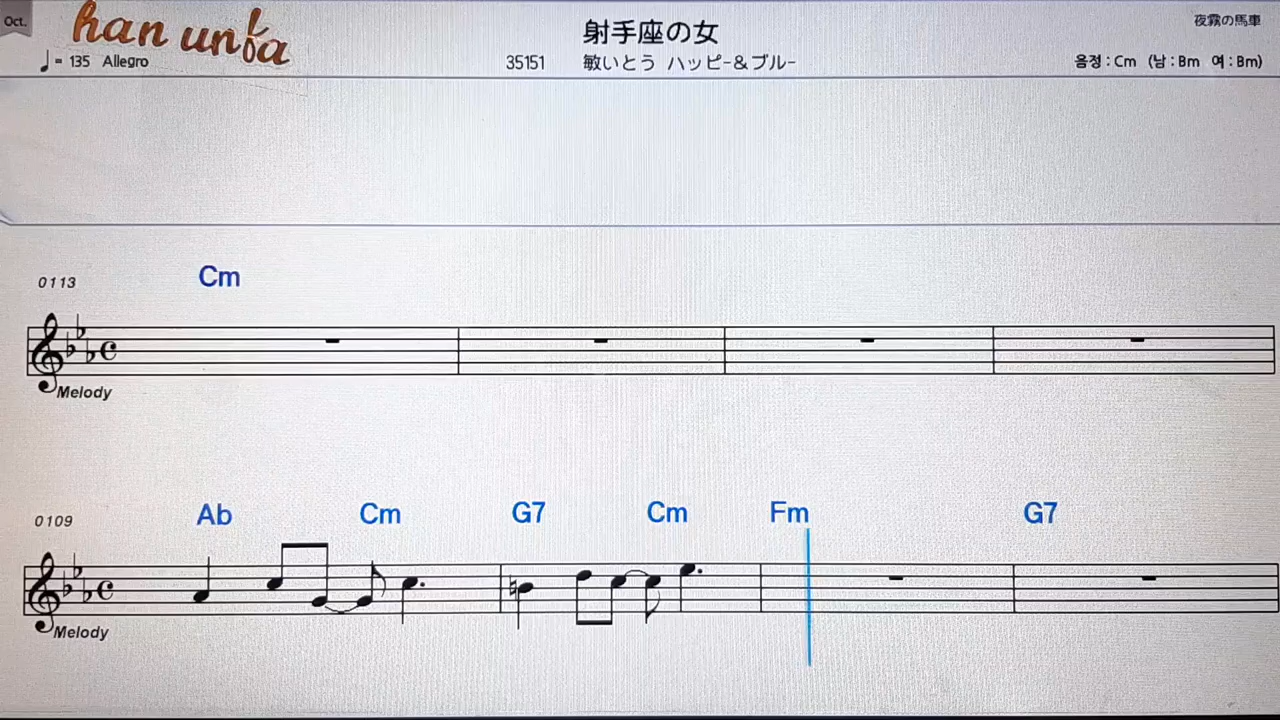 Oct.
han unfa
射手座の女
夜霧の馬車
= 135 Allegro
35151 敏いとう ハッピ-&ブル-
음정 : Cm (남 : Bm 여 : Bm)
0113 Cm
Melody
0109 Ab Cm G7 Cm Fm G7
Melody